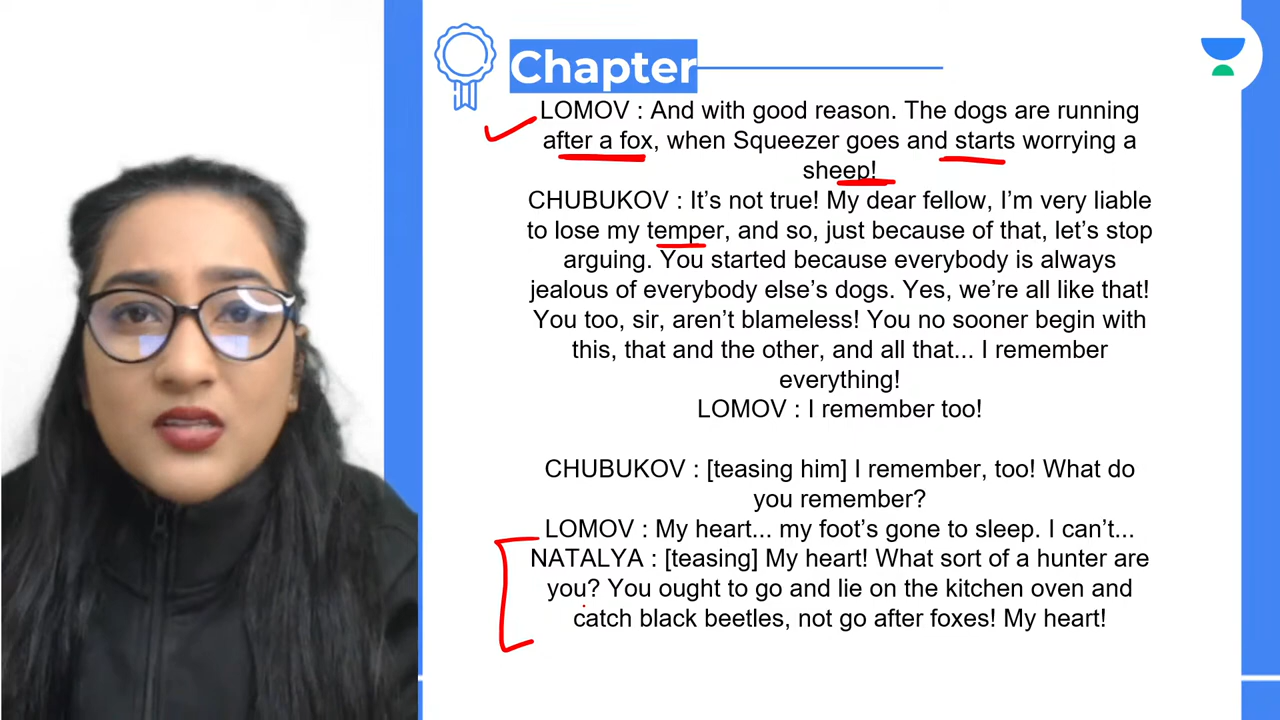 Chapter
LOMOV : And with good reason. The dogs are running
after a fox, when Squeezer goes and starts worrying a
sheep!
CHUBUKOV : It’s not true! My dear fellow, I’m very liable
to lose my temper, and so, just because of that, let’s stop
arguing. You started because everybody is always
jealous of everybody else’s dogs. Yes, we’re all like that!
You too, sir, aren’t blameless! You no sooner begin with
this, that and the other, and all that... I remember
everything!
LOMOV : I remember too!
CHUBUKOV : [teasing him] I remember, too! What do
you remember?
LOMOV : My heart... my foot’s gone to sleep. I can’t...
NATALYA : [teasing] My heart! What sort of a hunter are
you? You ought to go and lie on the kitchen oven and
catch black beetles, not go after foxes! My heart!